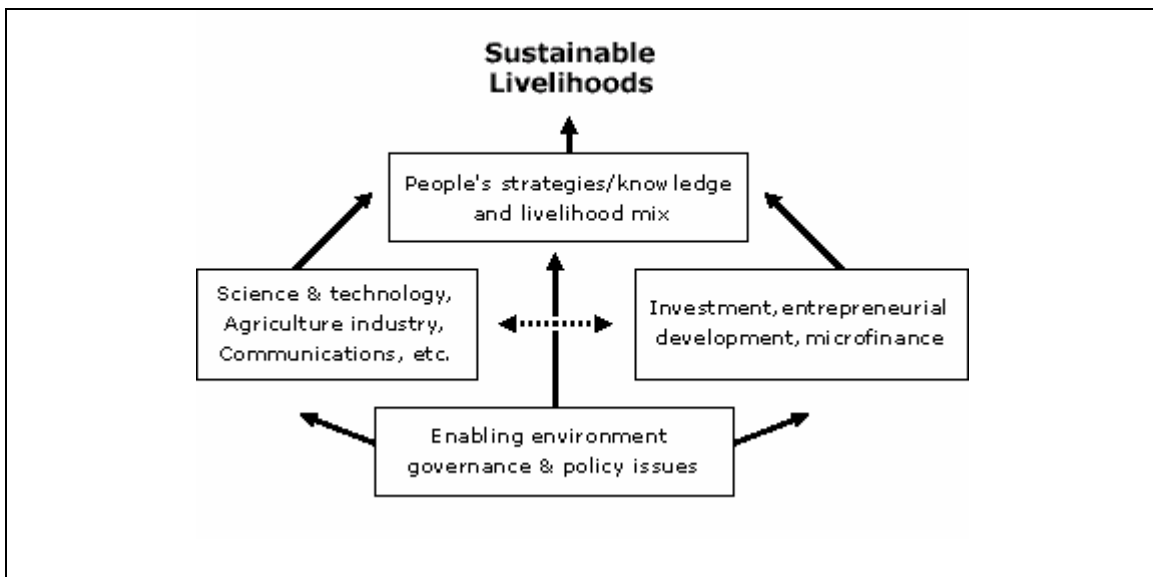 Sustainable
Livelihoods
People's strategies/knowledge
and livelihood mix
Science & technology,
Agriculture industry,
Communications, etc.
Investment, entrepreneurial
development, microfinance
Enabling environment
governance & policy issues